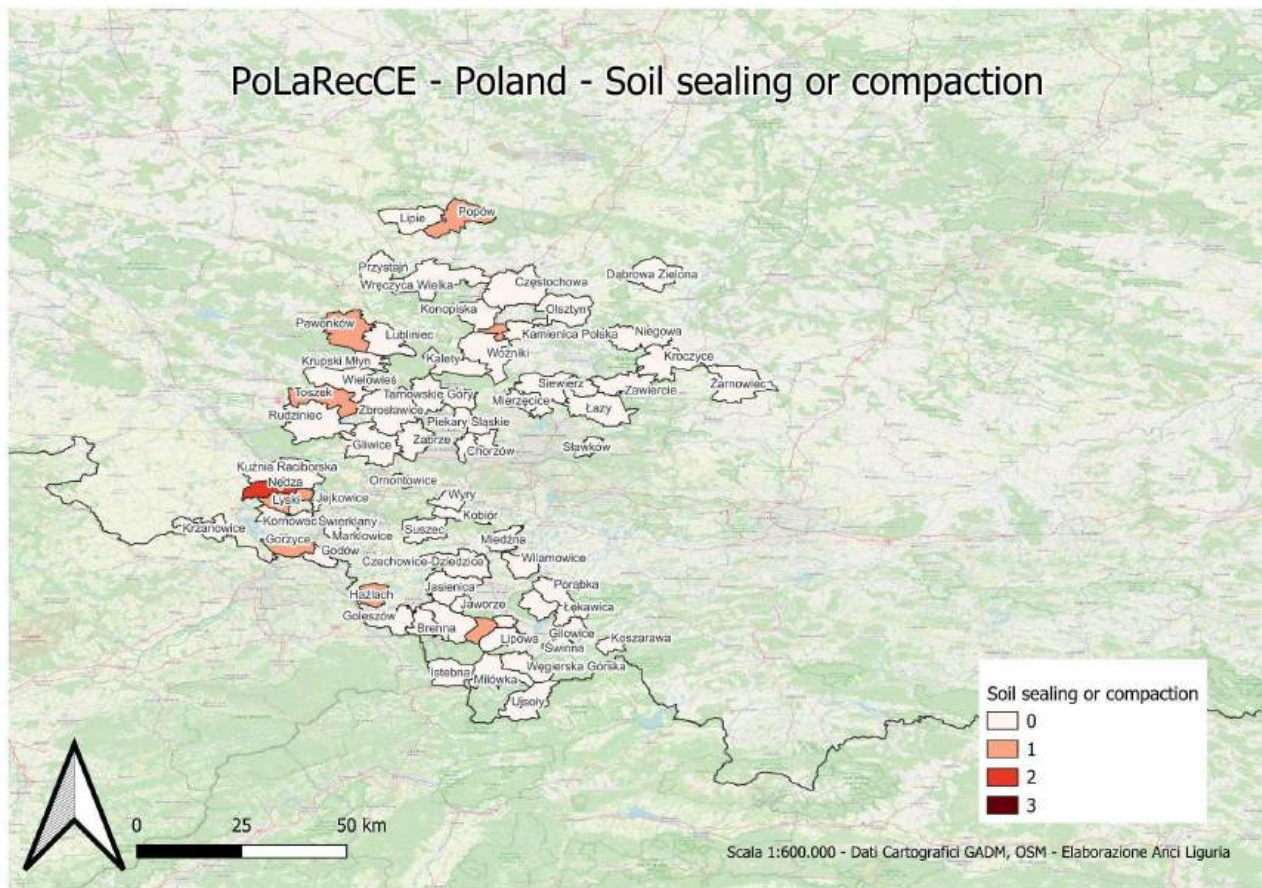 PoLaRecCE - Poland - Soil sealing or compaction
Lipie
Popów
Przystajń
Wręczyca Wielka
Częstochowa
Dąbrowa Zielona
Konopiska
Olsztyn
Pawonków
Lubliniec
Kamienica Polska
Niegowa
Woźniki
Kalety
Kroczyce
Krupski Młyn
Wielowieś
Siewierz
Zawiercie
Żarnowiec
Toszek
Tarnowskie Góry
Mierzęcice
Łazy
Rudziniec
Zbrosławice
Piekary Śląskie
Gliwice
Zabrze
Chorzów
Sławków
Kuźnia Raciborska
Nędza
Ornontowice
Lyski
Jejkowice
Wyry
Kornowac
Świerklany
Kobiór
Krzanowice
Marklowice
Suszec
Gorzyce
Miedźna
Godów
Czechowice-Dziedzice
Wilamowice
Hażlach
Jasienica
Porąbka
Jaworze
Łękawica
Goleszów
Brenna
Lipowa
Gilowice
Koszarawa
Świnna
Istebna
Milówka
Węgierska Górska
Ujsoły
Soil sealing or compaction
0
1
2
3
0 25 50 km
Scala 1:600.000 - Dati Cartografici GADM, OSM - Elaborazione Anci Liguria